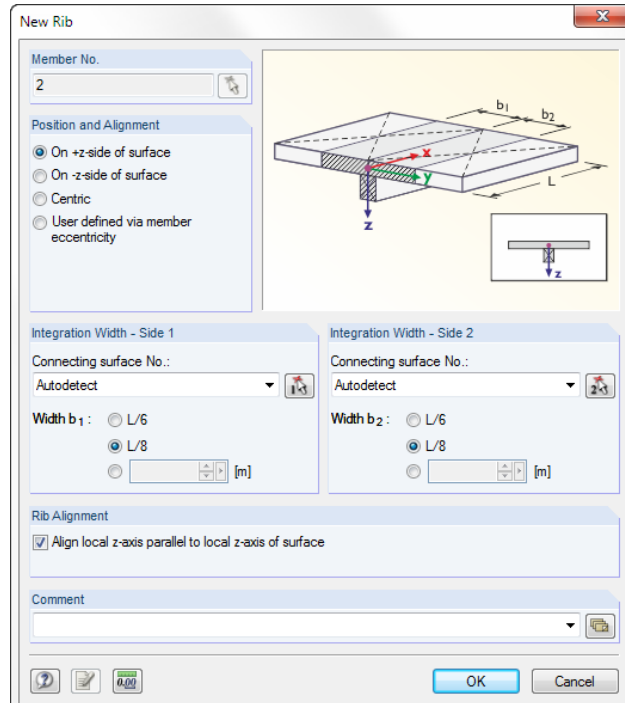 New Rib
Member No.
2
Position and Alignment
On +z-side of surface
On -z-side of surface
Centric
User defined via member
eccentricity
b1
b2
x
y
L
z
z
Integration Width - Side 1
Connecting surface No.:
Autodetect
1
Width b1 :
L/6
L/8
[m]
Integration Width - Side 2
Connecting surface No.:
Autodetect
2
Width b2 :
L/6
L/8
[m]
Rib Alignment
Align local z-axis parallel to local z-axis of surface
Comment
0.00
OK
Cancel